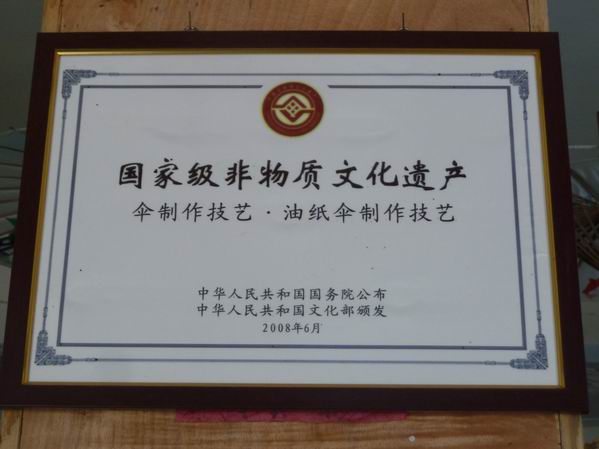 国家级非物质文化遗产
伞制作技艺·油纸伞制作技艺
中华人民共和国国务院公布
中华人民共和国文化部颁发
2008年6月